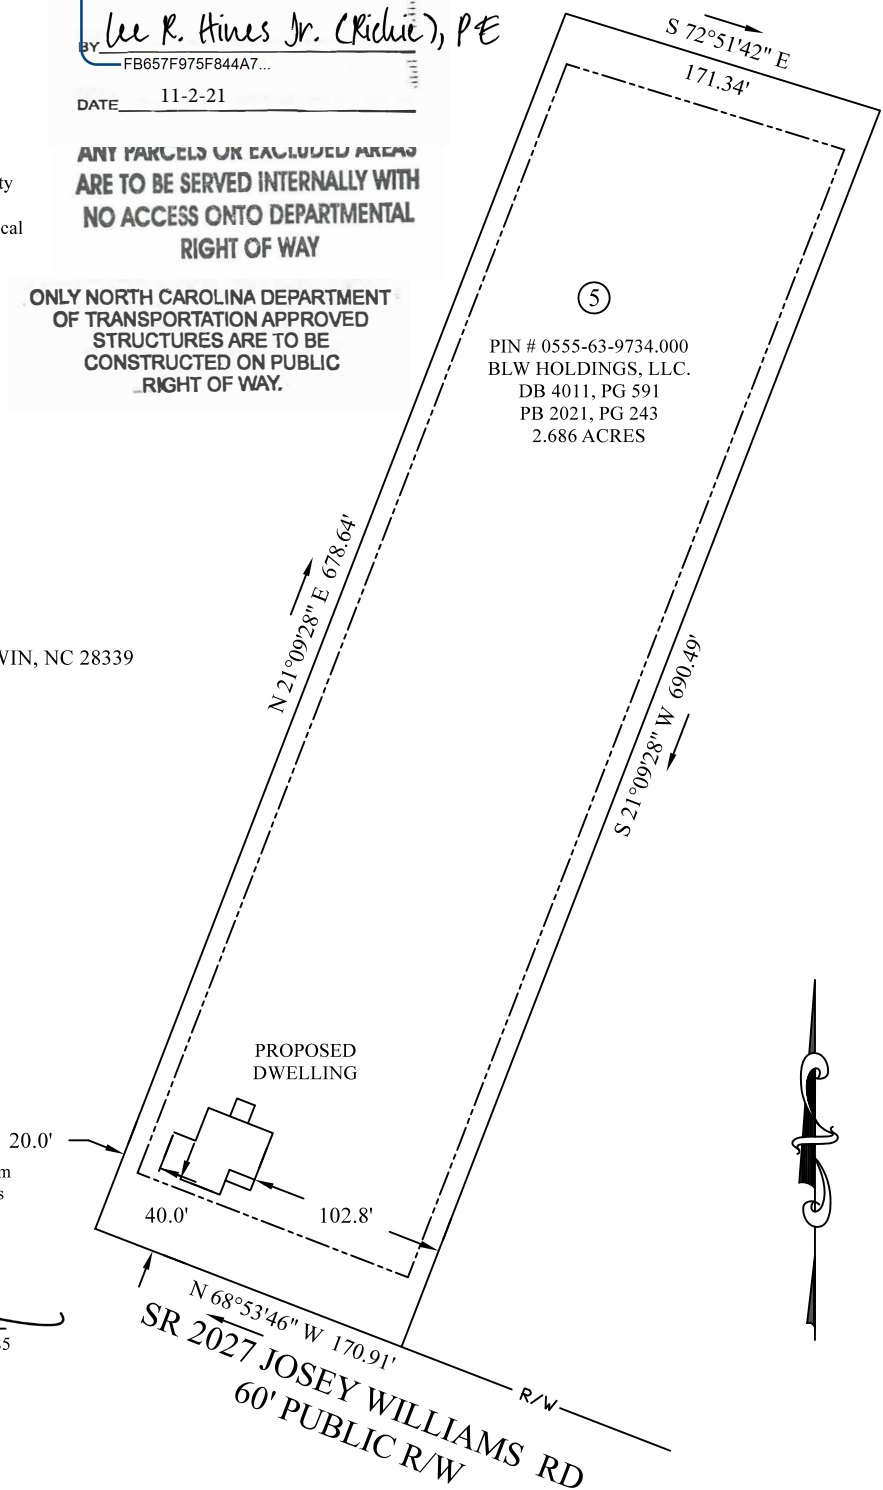 BY Lee R. Hines Jr. (Richie), PE
FB657F975F844A7...
DATE 11-2-21
ANY PARCELS OR EXCLUDED AREAS
ARE TO BE SERVED INTERNALLY WITH
NO ACCESS ONTO DEPARTMENTAL
RIGHT OF WAY
ty
cal
ONLY NORTH CAROLINA DEPARTMENT
OF TRANSPORTATION APPROVED
STRUCTURES ARE TO BE
CONSTRUCTED ON PUBLIC
RIGHT OF WAY.
S 72°51'42" E
171.34'
5
PIN # 0555-63-9734.000
BLW HOLDINGS, LLC.
DB 4011, PG 591
PB 2021, PG 243
2.686 ACRES
N 21°09'28" E 678.64'
WIN, NC 28339
S 21°09'28" W 690.49'
PROPOSED
DWELLING
20.0'
m
s
40.0'
102.8'
N 68°53'46" W 170.91'
SR 2027 JOSEY WILLIAMS RD
60' PUBLIC R/W
R/W